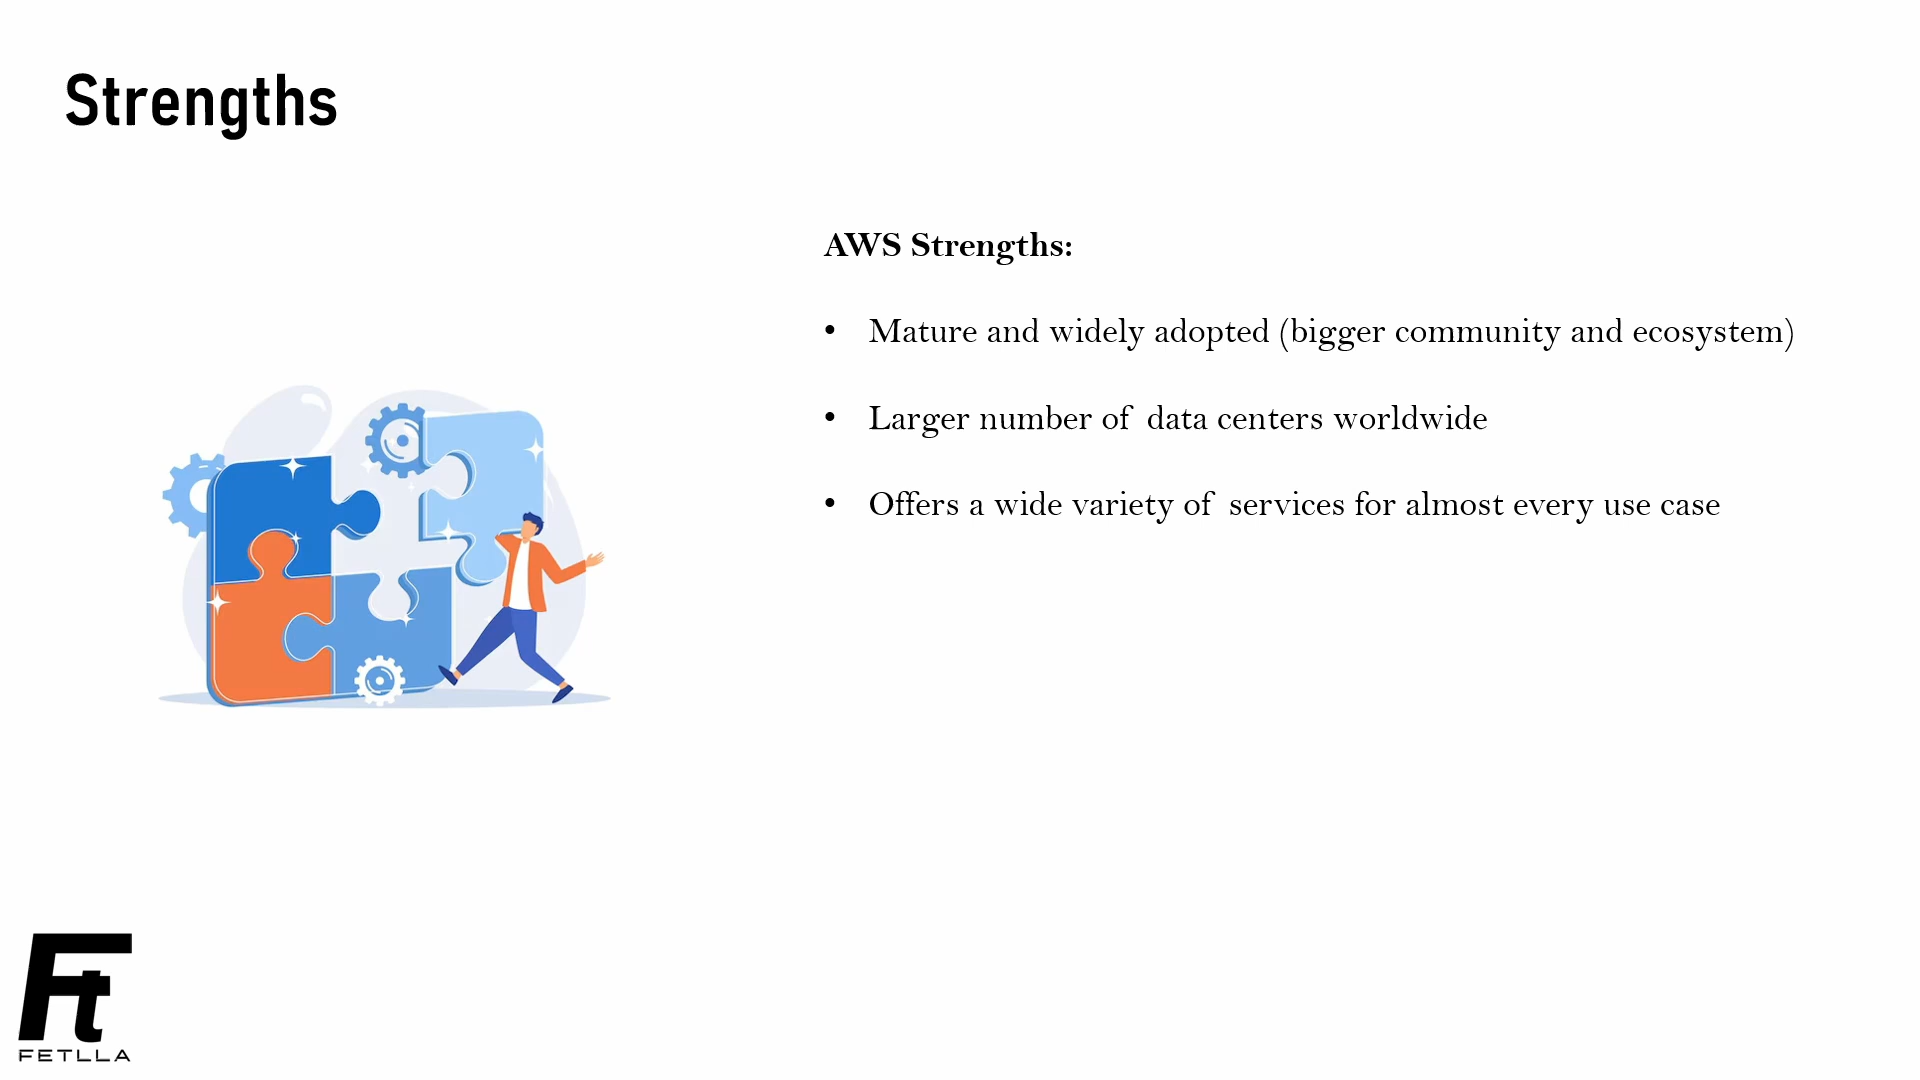 Strengths
AWS Strengths:
• Mature and widely adopted (bigger community and ecosystem)
• Larger number of data centers worldwide
• Offers a wide variety of services for almost every use case
Ft
FETLLA